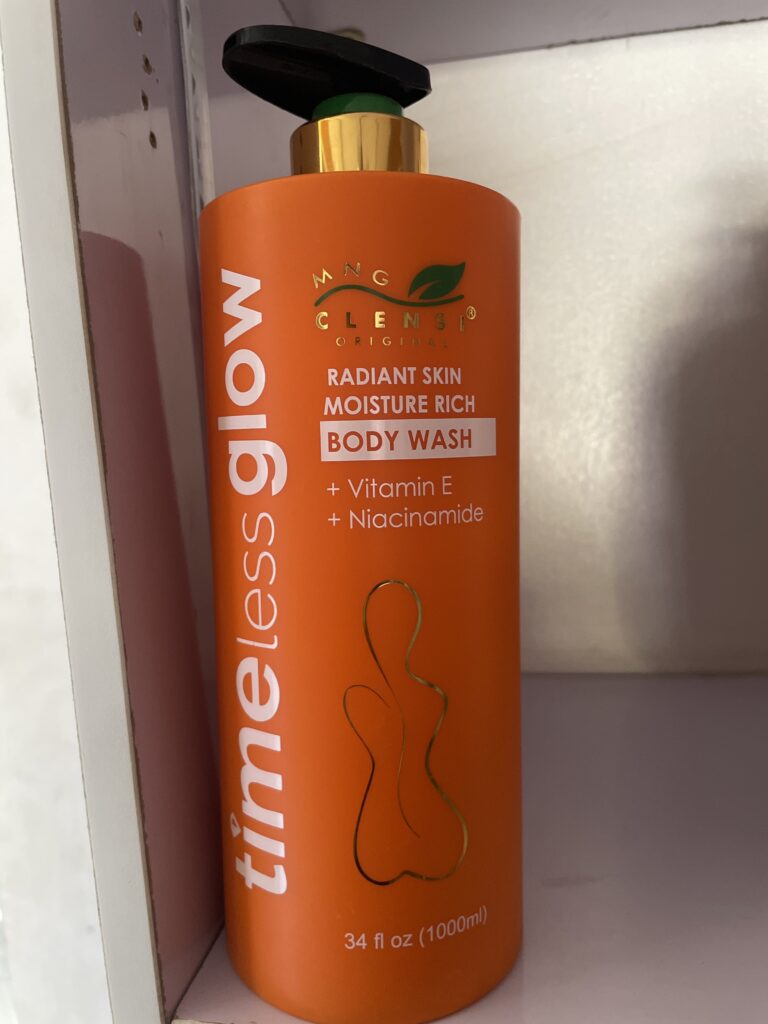 timeless glow
MNG
CLENSE®
ORIGINAL
RADIANT SKIN
MOISTURE RICH
BODY WASH
+ Vitamin E
+ Niacinamide
34 fl oz (1000ml)